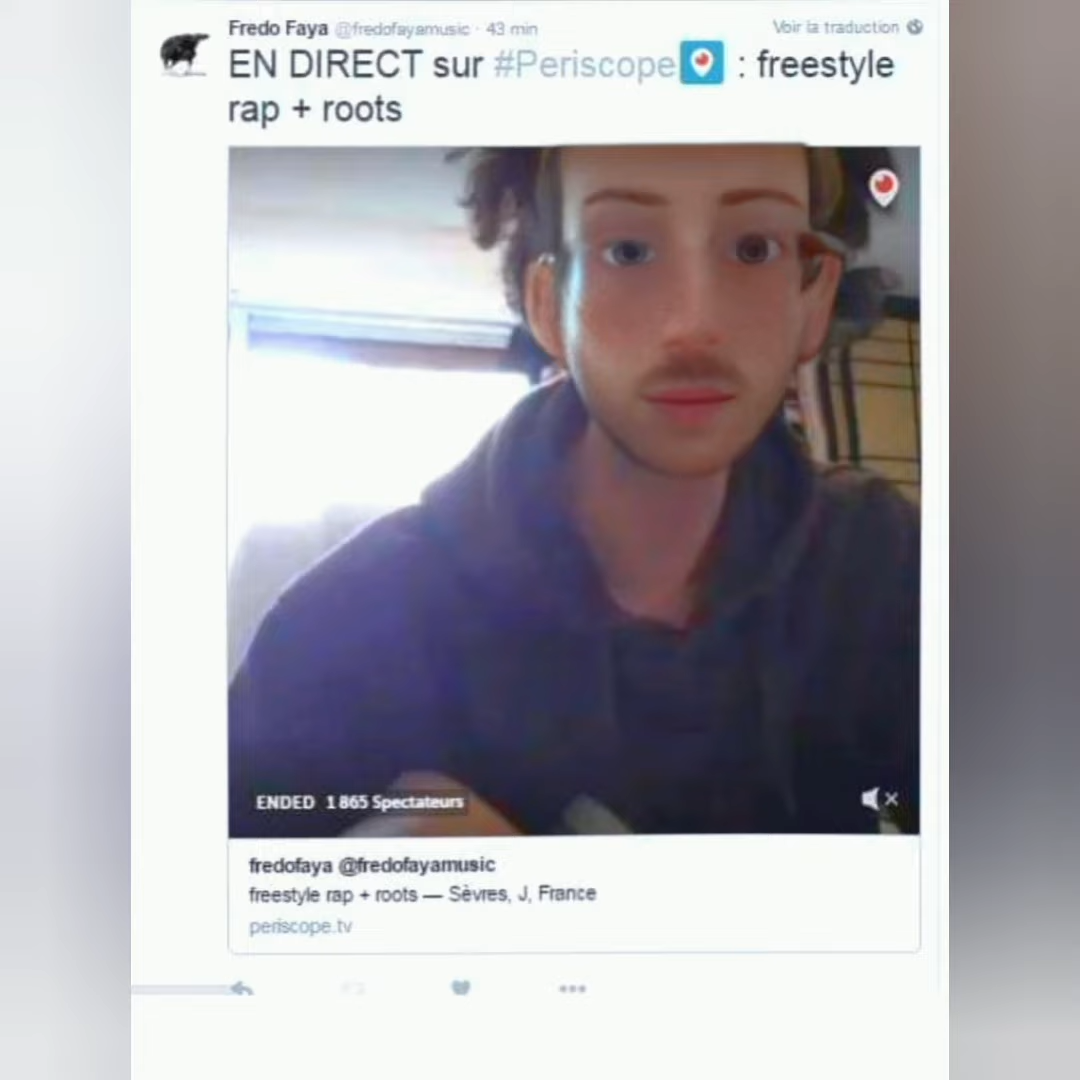 Fredo Faya @fredofayamusic · 43 min Voir la traduction
EN DIRECT sur #Periscope : freestyle
rap + roots
ENDED 1 865 Spectateurs
fredofaya @fredofayamusic
freestyle rap + roots — Sèvres, J, France
periscope.tv